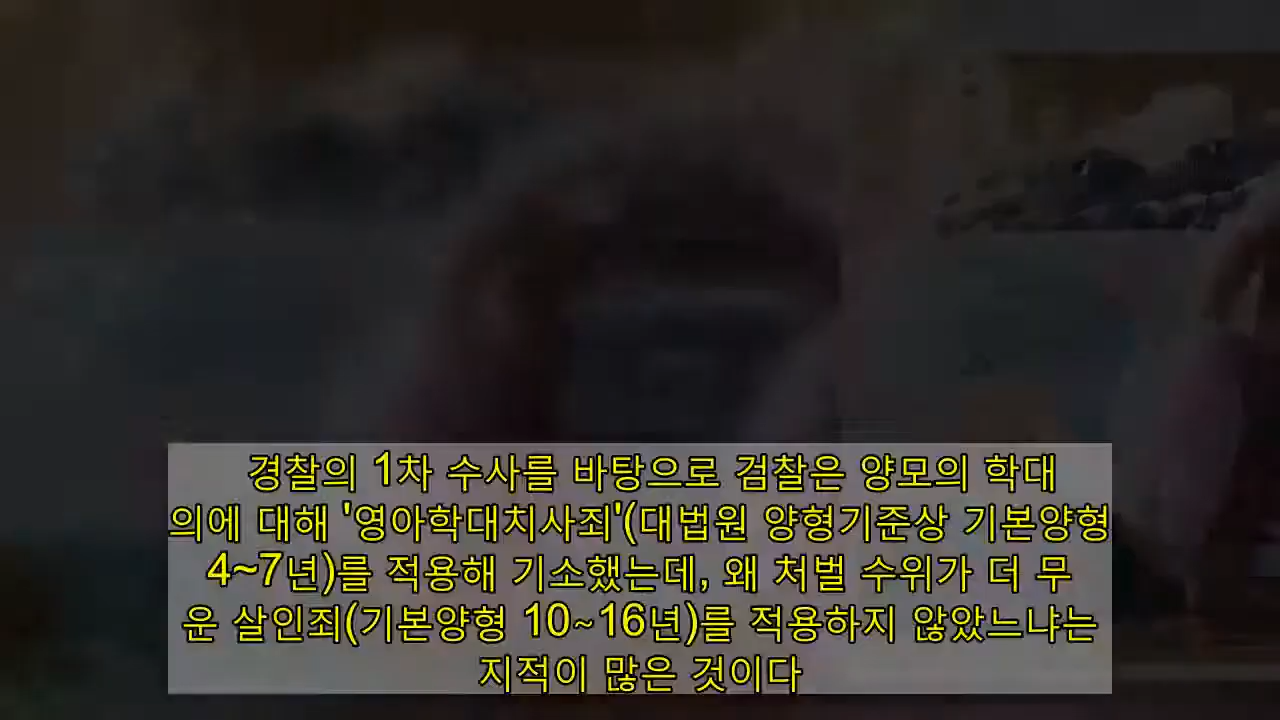 경찰의 1차 수사를 바탕으로 검찰은 양모의 학대
의에 대해 '영아학대치사죄'(대법원 양형기준상 기본양형
4~7년)를 적용해 기소했는데, 왜 처벌 수위가 더 무
운 살인죄(기본양형 10~16년)를 적용하지 않았느냐는
지적이 많은 것이다